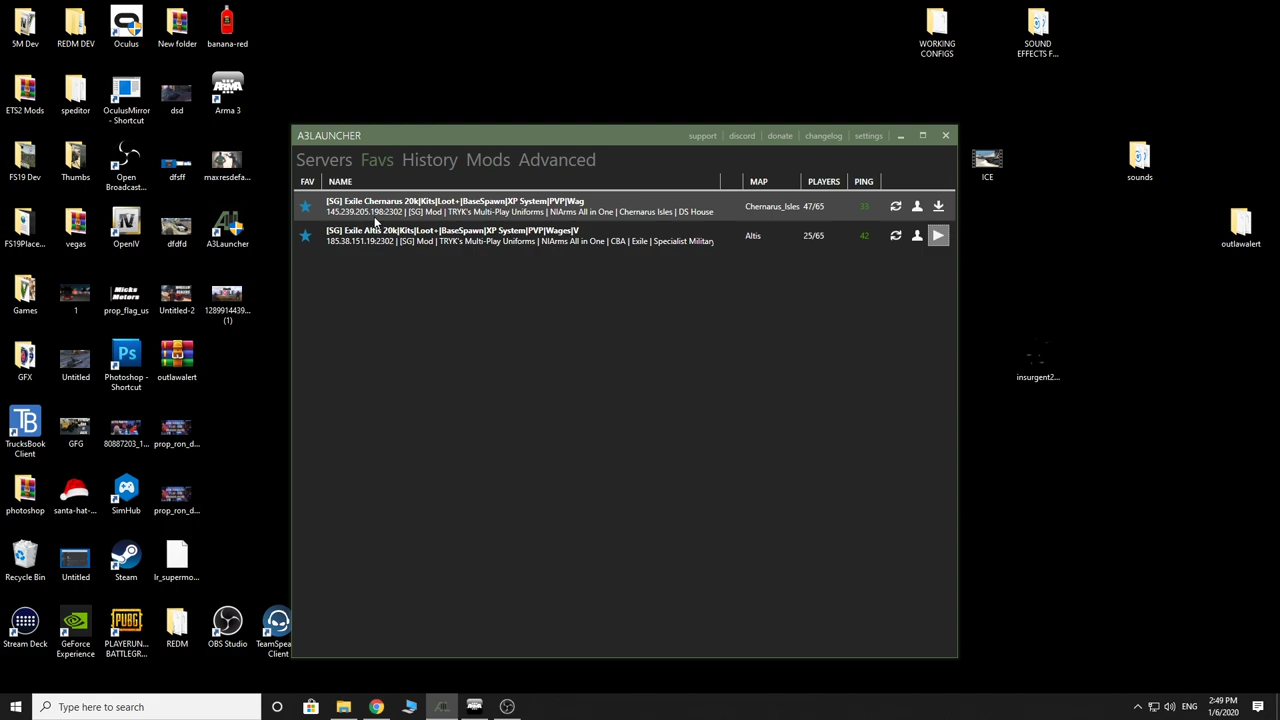 5M Dev
REDM DEV
Oculus
New folder
banana-red
WORKING
CONFIGS
SOUND
EFFECTS F...
ETS2 Mods
speditor
OculusMirror
- Shortcut
dsd
Arma 3
A3LAUNCHER
support
discord
donate
changelog
settings
Servers
Favs
History
Mods
Advanced
FAV
NAME
MAP
PLAYERS
PING
[SG] Exile Chernarus 20k|Kits|Loot+|BaseSpawn|XP System|PVP|Wag
145.239.205.198:2302 | [SG] Mod | TRYK's Multi-Play Uniforms | NIArms All in One | Chernarus Isles | DS House
Chernarus_Isles
47/65
33
[SG] Exile Altis 20k|Kits|Loot+|BaseSpawn|XP System|PVP|Wages|V
185.38.151.19:2302 | [SG] Mod | TRYK's Multi-Play Uniforms | NIArms All in One | CBA | Exile | Specialist Military
Altis
25/65
42
FS19 Dev
Thumbs
Open
Broadcast...
dfsff
maxresdefa...
ICE
sounds
FS19Place...
vegas
OpenIV
dfdfd
A3Launcher
outlawalert
Games
1
Micks
Motors
prop_flag_us
Untitled-2
1289914439...
(1)
GFX
Untitled
Photoshop -
Shortcut
outlawalert
insurgent2...
TrucksBook
Client
GFG
80887203_1...
prop_ron_d...
photoshop
santa-hat-...
SimHub
prop_ron_d...
Recycle Bin
Untitled
Steam
lr_supermo...
Stream Deck
GeForce
Experience
PUBG
PLAYERUN...
BATTLEGR...
REDM
OBS Studio
TeamSpea...
Client
Type here to search
ENG
2:49 PM
1/6/2020